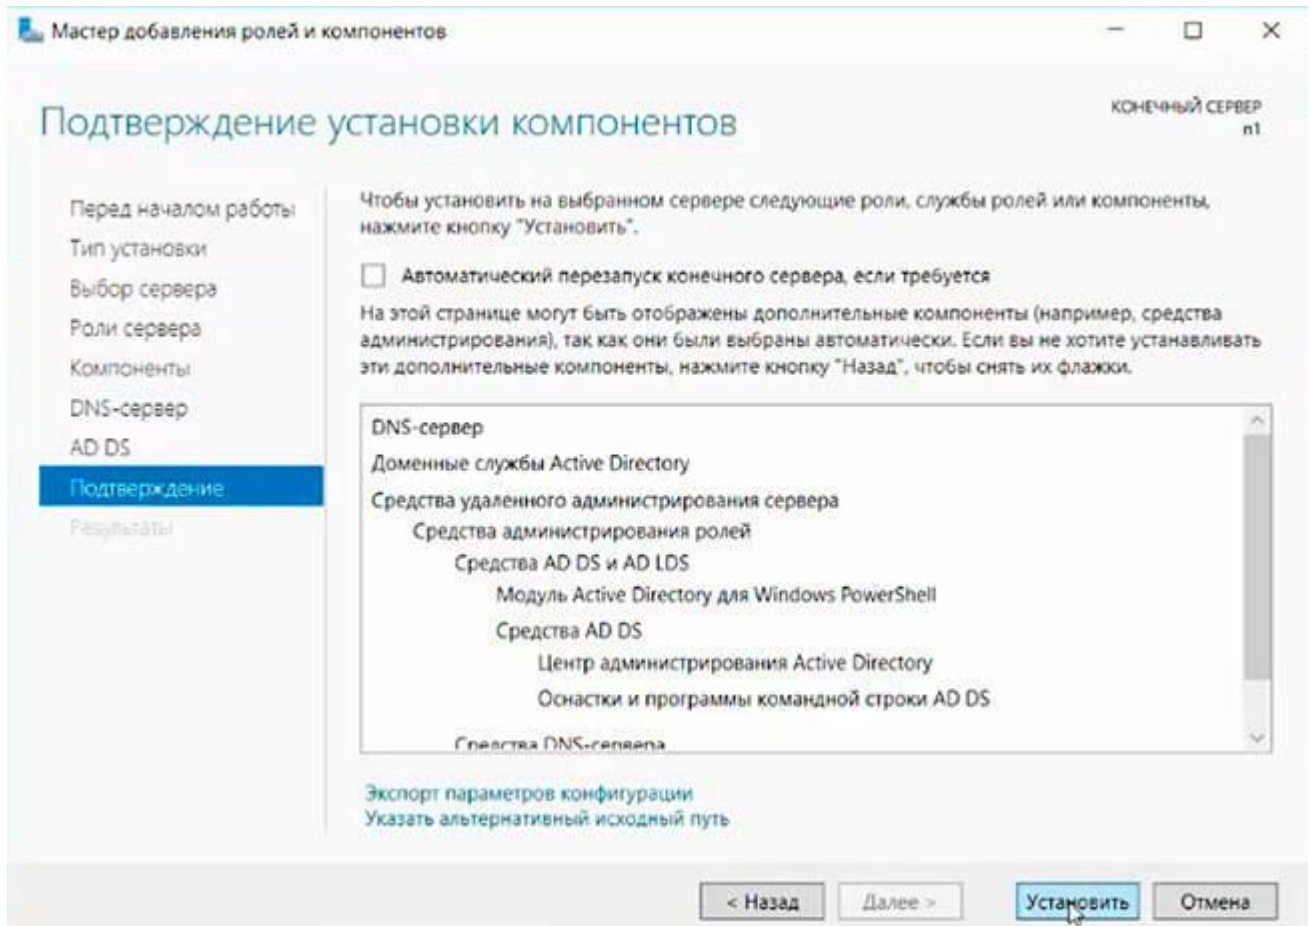 Мастер добавления ролей и компонентов
Подтверждение установки компонентов
КОНЕЧНЫЙ СЕРВЕР
n1
Перед началом работы
Тип установки
Выбор сервера
Роли сервера
Компоненты
DNS-сервер
AD DS
Подтверждение
Результаты
Чтобы установить на выбранном сервере следующие роли, службы ролей или компоненты,
нажмите кнопку "Установить".
Автоматический перезапуск конечного сервера, если требуется
На этой странице могут быть отображены дополнительные компоненты (например, средства
администрирования), так как они были выбраны автоматически. Если вы не хотите устанавливать
эти дополнительные компоненты, нажмите кнопку "Назад", чтобы снять их флажки.
DNS-сервер
Доменные службы Active Directory
Средства удаленного администрирования сервера
Средства администрирования ролей
Средства AD DS и AD LDS
Модуль Active Directory для Windows PowerShell
Средства AD DS
Центр администрирования Active Directory
Оснастки и программы командной строки AD DS
Средства DNS-сервера
Экспорт параметров конфигурации
Указать альтернативный исходный путь
< Назад
Далее >
Установить
Отмена